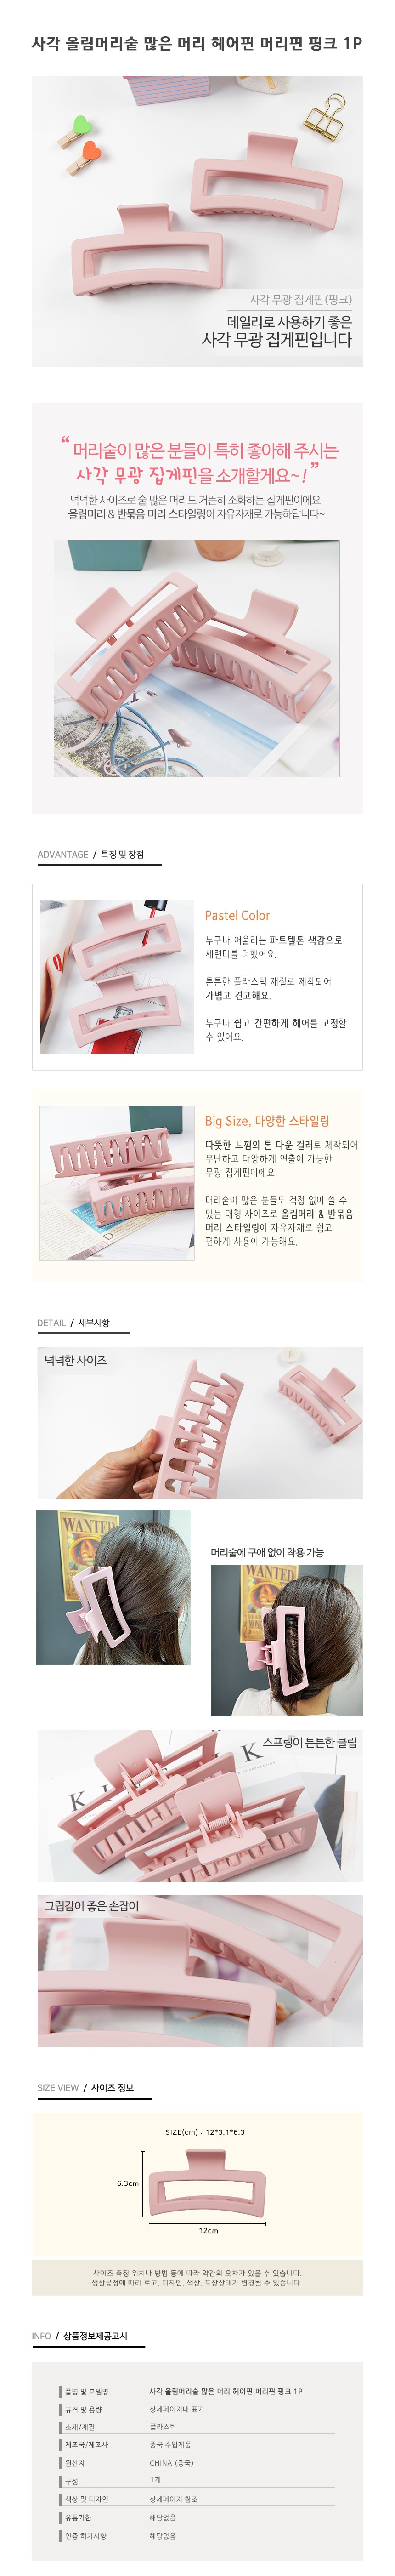 사각 올림머리숱 많은 머리 헤어핀 머리핀 핑크 1P
사각 무광 집게핀(핑크)
데일리로 사용하기 좋은
사각 무광 집게핀입니다
“ 머리숱이 많은 분들이 특히 좋아해 주시는
사각 무광 집게핀을 소개할게요~! ”
넉넉한 사이즈로 숱 많은 머리도 거뜬히 소화하는 집게핀이에요.
올림머리 & 반묶음 머리 스타일링이 자유자재로 가능하답니다~
ADVANTAGE / 특징 및 장점
Pastel Color
누구나 어울리는 파트텔톤 색감으로
세련미를 더했어요.
튼튼한 플라스틱 재질로 제작되어
가볍고 견고해요.
누구나 쉽고 간편하게 헤어를 고정할
수 있어요.
Big Size, 다양한 스타일링
따뜻한 느낌의 톤 다운 컬러로 제작되어
무난하고 다양하게 연출이 가능한
무광 집게핀이에요.
머리숱이 많은 분들도 걱정 없이 쓸 수
있는 대형 사이즈로 올림머리 & 반묶음
머리 스타일링이 자유자재로 쉽고
편하게 사용이 가능해요.
DETAIL / 세부사항
넉넉한 사이즈
WANTED
머리숱에 구애 없이 착용 가능
WANTED
스프링이 튼튼한 클립
그립감이 좋은 손잡이
SIZE VIEW / 사이즈 정보
SIZE(cm) : 12*3.1*6.3
6.3cm
12cm
사이즈 측정 위치나 방법 등에 따라 약간의 오차가 있을 수 있습니다.
생산공정에 따라 로고, 디자인, 색상, 포장상태가 변경될 수 있습니다.
INFO / 상품정보제공고시
품명 및 모델명 사각 올림머리숱 많은 머리 헤어핀 머리핀 핑크 1P
규격 및 용량 상세페이지내 표기
소재/재질 플라스틱
제조국/제조사 중국 수입제품
원산지 CHINA (중국)
구성 1개
색상 및 디자인 상세페이지 참조
유통기한 해당없음
인증 허가사항 해당없음